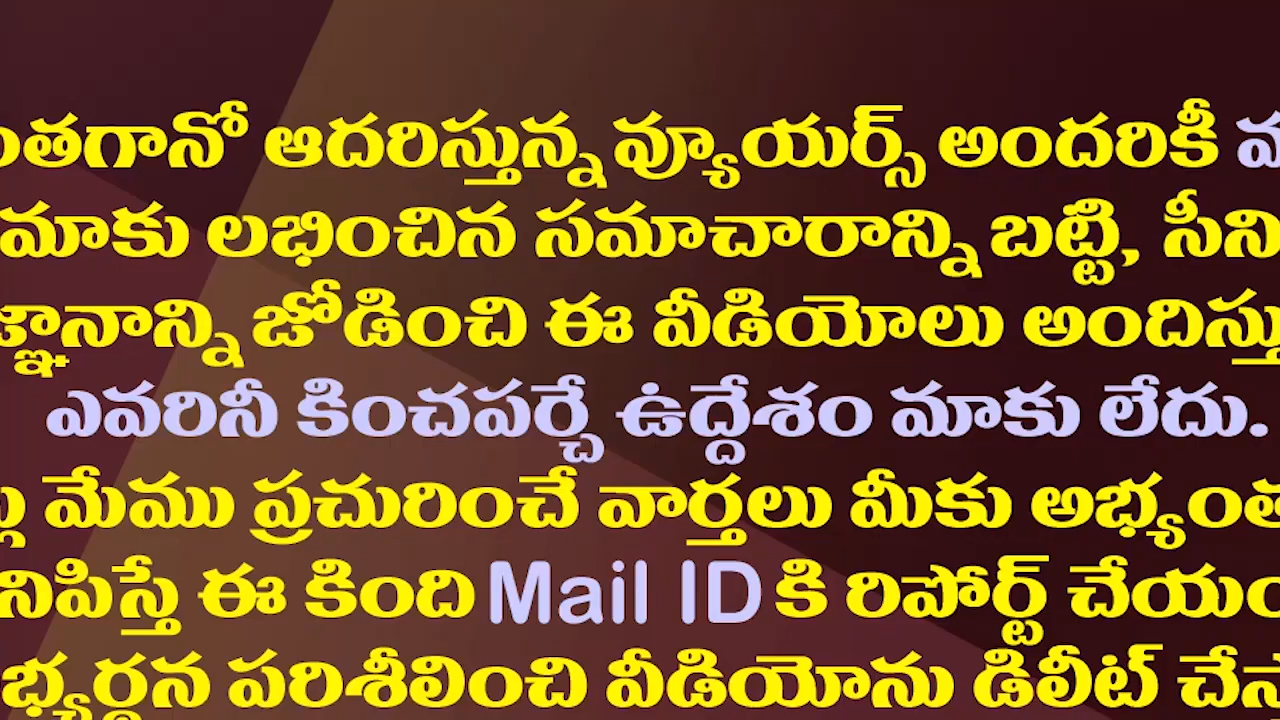 ంతగానో ఆదరిస్తున్న వ్యూయర్స్ అందరికీ
మాకు లభించిన సమాచారాన్ని బట్టి, సీని
జ్ఞానాన్ని జోడించి ఈ వీడియోలు అందిస్తు
ఎవరినీ కించపర్చే ఉద్దేశం మాకు లేదు.
మేము ప్రచురించే వార్తలు మీకు అభ్యంత
నిపిస్తే ఈ కింది Mail ID కి రిపోర్ట్ చేయం
భ్యర్థన పరిశీలించి వీడియోను డిలీట్ చేస